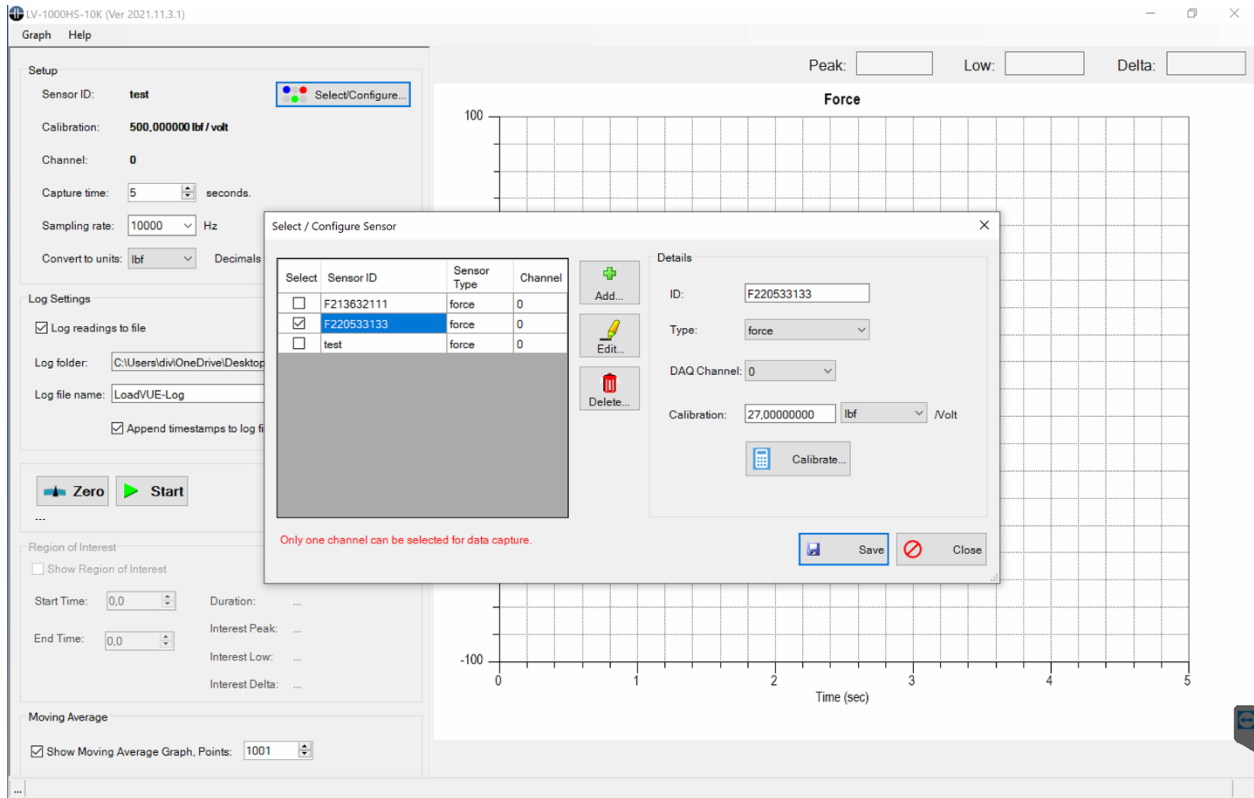 LV-1000HS-10K (Ver 2021.11.3.1)
Graph Help
Peak: Low: Delta:
Setup
Sensor ID: test
Select/Configure...
Calibration: 500,000000 lbf / volt
Channel: 0
Capture time: 5 seconds.
Sampling rate: 10000 Hz
Convert to units: lbf Decimals
Log Settings
Log readings to file
Log folder: C:\Users\div\OneDrive\Desktop
Log file name: LoadVUE-Log
Append timestamps to log fi
Zero Start
...
Region of Interest
Show Region of Interest
Start Time: 0,0 Duration: ...
Interest Peak: ...
End Time: 0,0
Interest Low: ...
Interest Delta: ...
Moving Average
Show Moving Average Graph, Points: 1001
...
Force
100
-100
0 1 2 3 4 5
Time (sec)
Select / Configure Sensor
Select Sensor ID Sensor Type Channel
F213632111 force 0
F220533133 force 0
test force 0
Add...
Edit...
Delete...
Only one channel can be selected for data capture.
Details
ID: F220533133
Type: force
DAQ Channel: 0
Calibration: 27,00000000 lbf /Volt
Calibrate...
Save Close